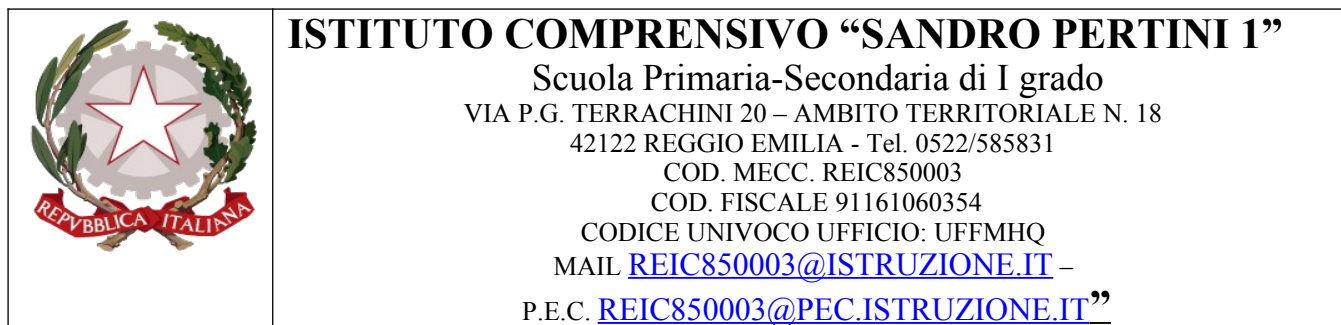 REPVBBLICA ITALIANA
ISTITUTO COMPRENSIVO “SANDRO PERTINI 1”
Scuola Primaria-Secondaria di I grado
VIA P.G. TERRACHINI 20 – AMBITO TERRITORIALE N. 18
42122 REGGIO EMILIA - Tel. 0522/585831
COD. MECC. REIC850003
COD. FISCALE 91161060354
CODICE UNIVOCO UFFICIO: UFFMHQ
MAIL REIC850003@ISTRUZIONE.IT –
P.E.C. REIC850003@PEC.ISTRUZIONE.IT”